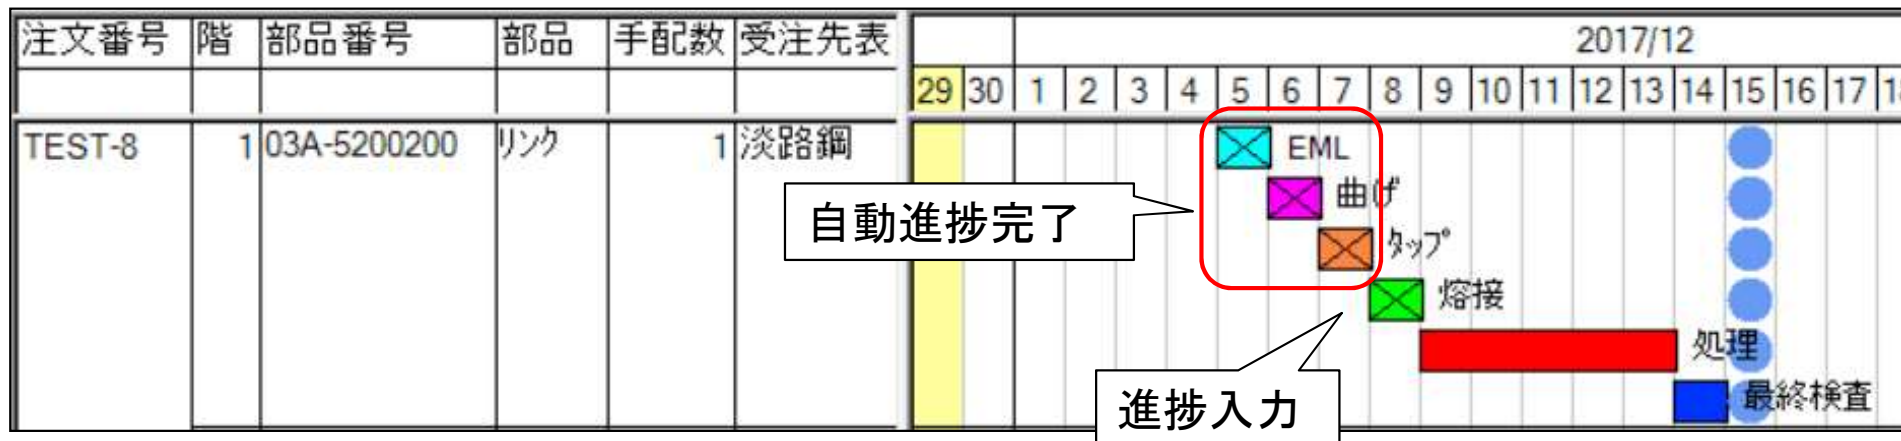 注文番号 階 部品番号 部品 手配数 受注先表 2017/12
29 30 1 2 3 4 5 6 7 8 9 10 11 12 13 14 15 16 17
TEST-8 1 03A-5200200 リンク 1 淡路鋼 EML
曲げ
自動進捗完了
タップ
熔接
処理
最終検査
進捗入力